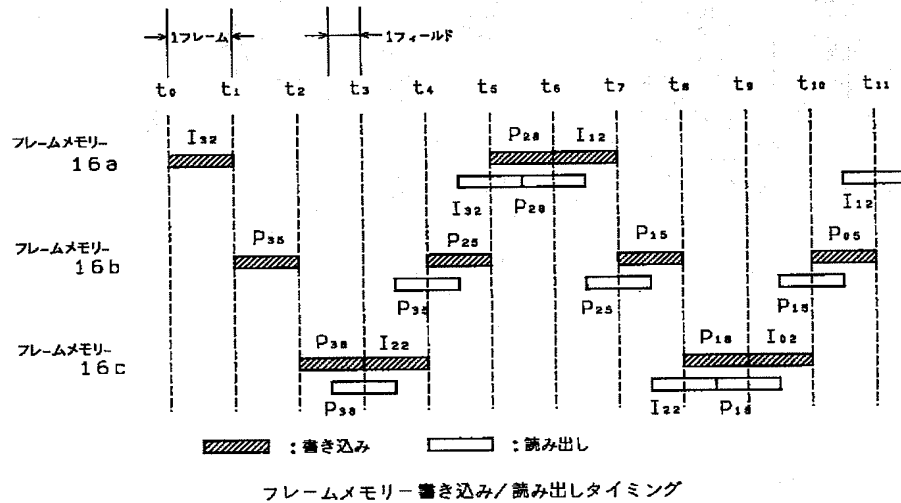 1フレーム 1フィールド
t₀ t₁ t₂ t₃ t₄ t₅ t₆ t₇ t₈ t₉ t₁₀ t₁₁
フレームメモリー
16a
I₃₂ P₂₈ I₁₂
I₃₂ P₂₈ I₁₂
フレームメモリー
16b
P₃₅ P₂₅ P₁₅ P₀₅
P₃₅ P₂₅ P₁₅
フレームメモリー
16c
P₃₈ I₂₂ P₁₈ I₀₂
P₃₈ I₂₂ P₁₈
：書き込み ：読み出し
フレームメモリー書き込み/読み出しタイミング